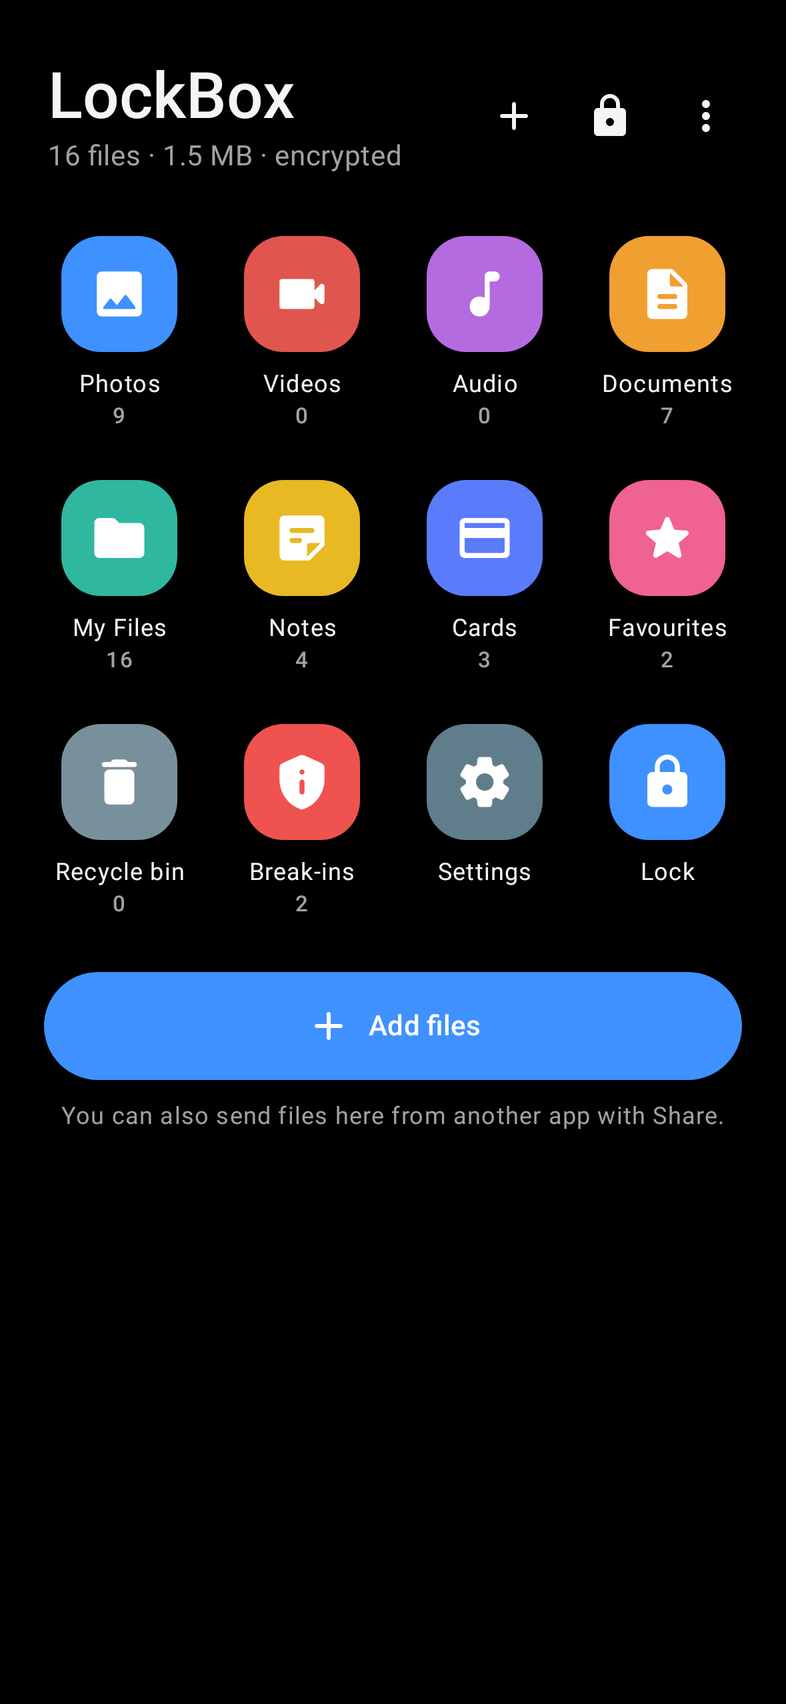 LockBox
16 files · 1.5 MB · encrypted
Photos
9
Videos
0
Audio
0
Documents
7
My Files
16
Notes
4
Cards
3
Favourites
2
Recycle bin
0
Break-ins
2
Settings
Lock
Add files
You can also send files here from another app with Share.